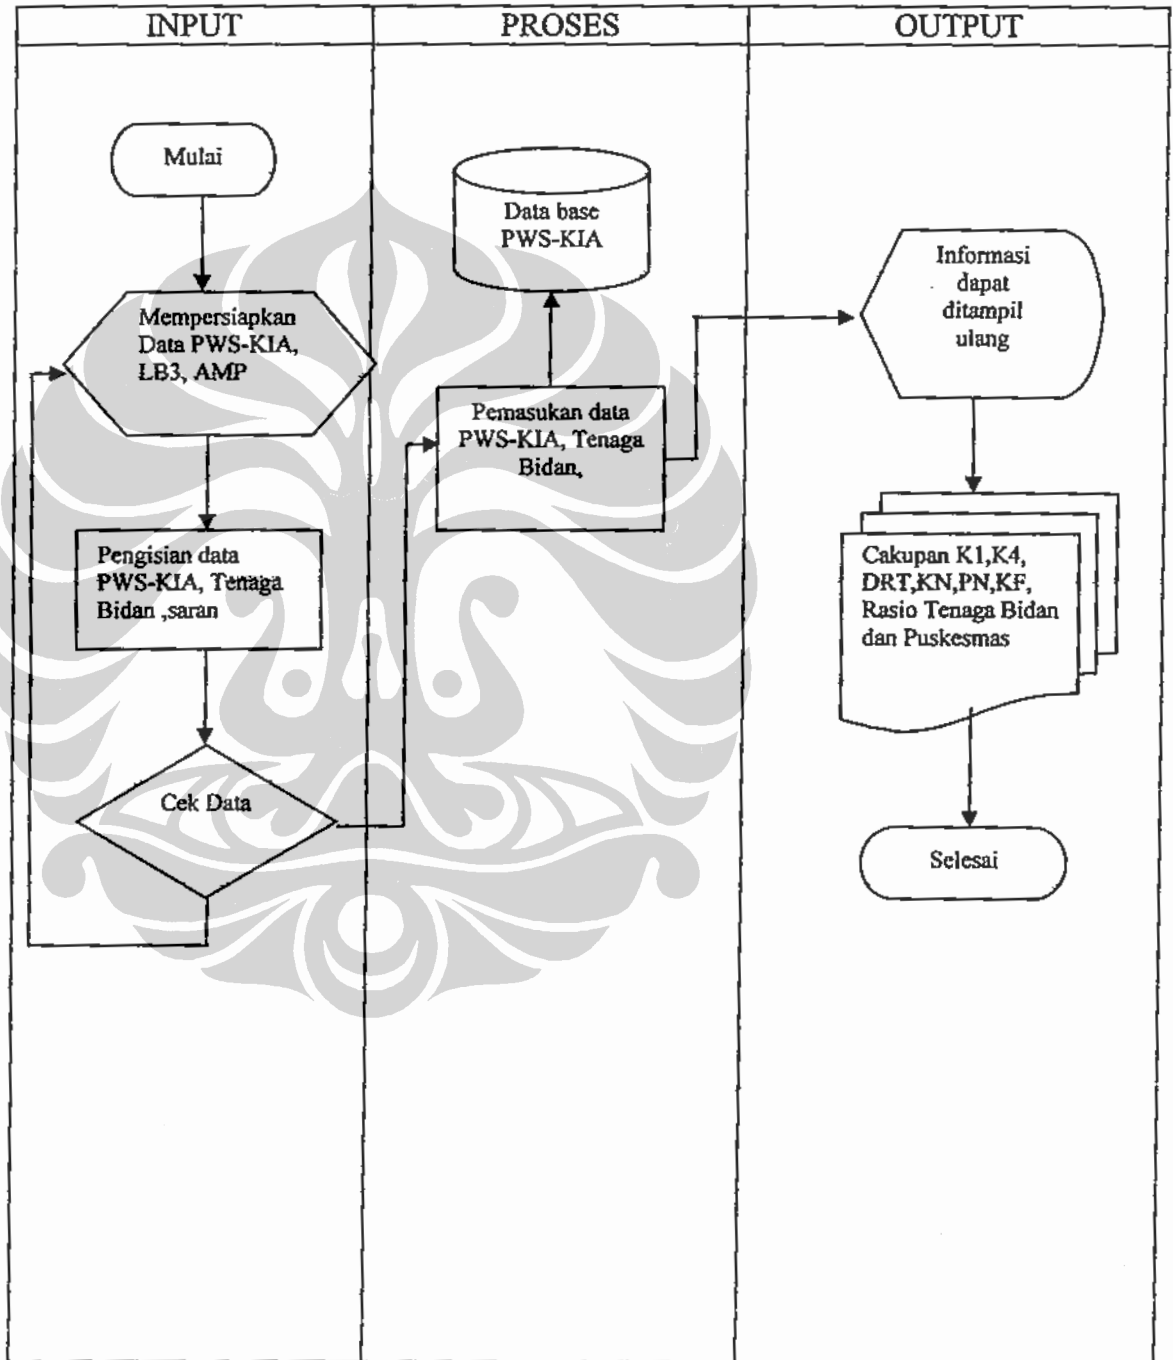 INPUT
PROSES
OUTPUT
Mulai
Mempersiapkan
Data PWS-KIA,
LB3, AMP
Pengisian data
PWS-KIA, Tenaga
Bidan ,saran
Cek Data
Data base
PWS-KIA
Pemasukan data
PWS-KIA, Tenaga
Bidan,
Informasi
dapat
ditampil
ulang
Cakupan K1,K4,
DRT,KN,PN,KF,
Rasio Tenaga Bidan
dan Puskesmas
Selesai